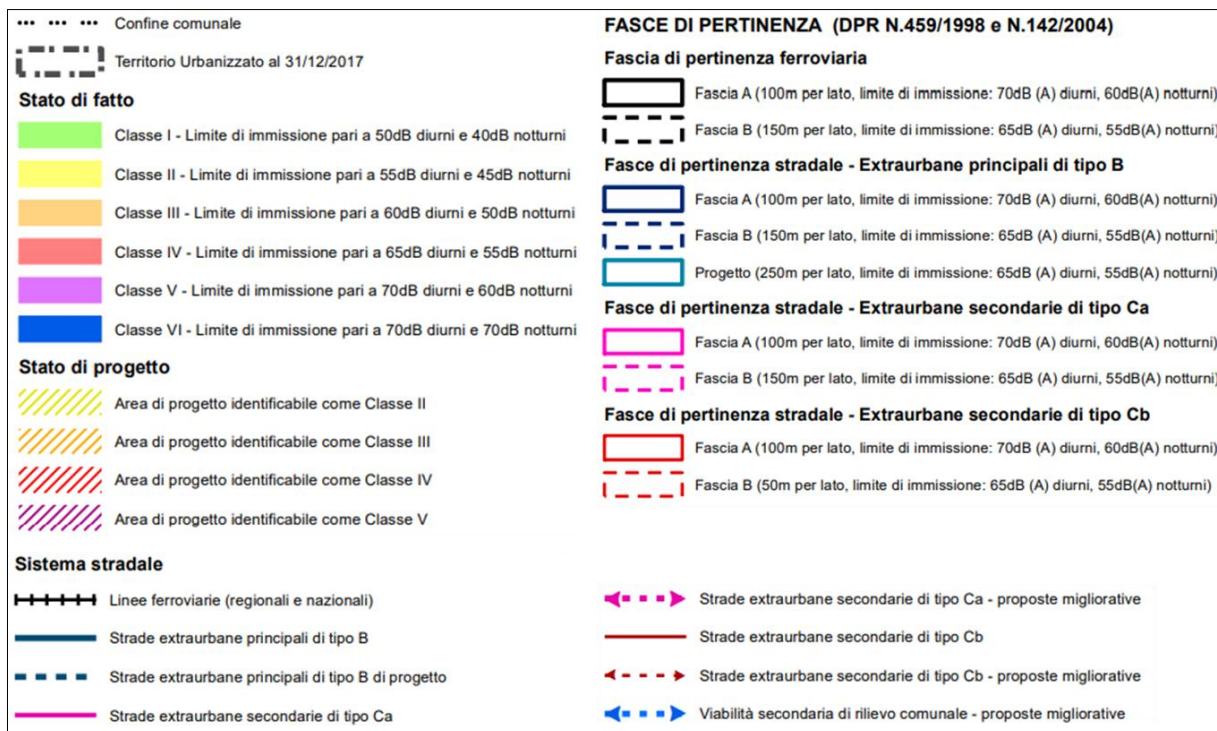 Confine comunale
Territorio Urbanizzato al 31/12/2017
Stato di fatto
Classe I - Limite di immissione pari a 50dB diurni e 40dB notturni
Classe II - Limite di immissione pari a 55dB diurni e 45dB notturni
Classe III - Limite di immissione pari a 60dB diurni e 50dB notturni
Classe IV - Limite di immissione pari a 65dB diurni e 55dB notturni
Classe V - Limite di immissione pari a 70dB diurni e 60dB notturni
Classe VI - Limite di immissione pari a 70dB diurni e 70dB notturni
Stato di progetto
Area di progetto identificabile come Classe II
Area di progetto identificabile come Classe III
Area di progetto identificabile come Classe IV
Area di progetto identificabile come Classe V
FASCE DI PERTINENZA (DPR N.459/1998 e N.142/2004)
Fascia di pertinenza ferroviaria
Fascia A (100m per lato, limite di immissione: 70dB (A) diurni, 60dB(A) notturni)
Fascia B (150m per lato, limite di immissione: 65dB (A) diurni, 55dB(A) notturni)
Fasce di pertinenza stradale - Extraurbane principali di tipo B
Fascia A (100m per lato, limite di immissione: 70dB (A) diurni, 60dB(A) notturni)
Fascia B (150m per lato, limite di immissione: 65dB (A) diurni, 55dB(A) notturni)
Progetto (250m per lato, limite di immissione: 65dB (A) diurni, 55dB(A) notturni)
Fasce di pertinenza stradale - Extraurbane secondarie di tipo Ca
Fascia A (100m per lato, limite di immissione: 70dB (A) diurni, 60dB(A) notturni)
Fascia B (150m per lato, limite di immissione: 65dB (A) diurni, 55dB(A) notturni)
Fasce di pertinenza stradale - Extraurbane secondarie di tipo Cb
Fascia A (100m per lato, limite di immissione: 70dB (A) diurni, 60dB(A) notturni)
Fascia B (50m per lato, limite di immissione: 65dB (A) diurni, 55dB(A) notturni)
Sistema stradale
Linee ferroviarie (regionali e nazionali)
Strade extraurbane principali di tipo B
Strade extraurbane principali di tipo B di progetto
Strade extraurbane secondarie di tipo Ca
Strade extraurbane secondarie di tipo Ca - proposte migliorative
Strade extraurbane secondarie di tipo Cb
Strade extraurbane secondarie di tipo Cb - proposte migliorative
Viabilità secondaria di rilievo comunale - proposte migliorative